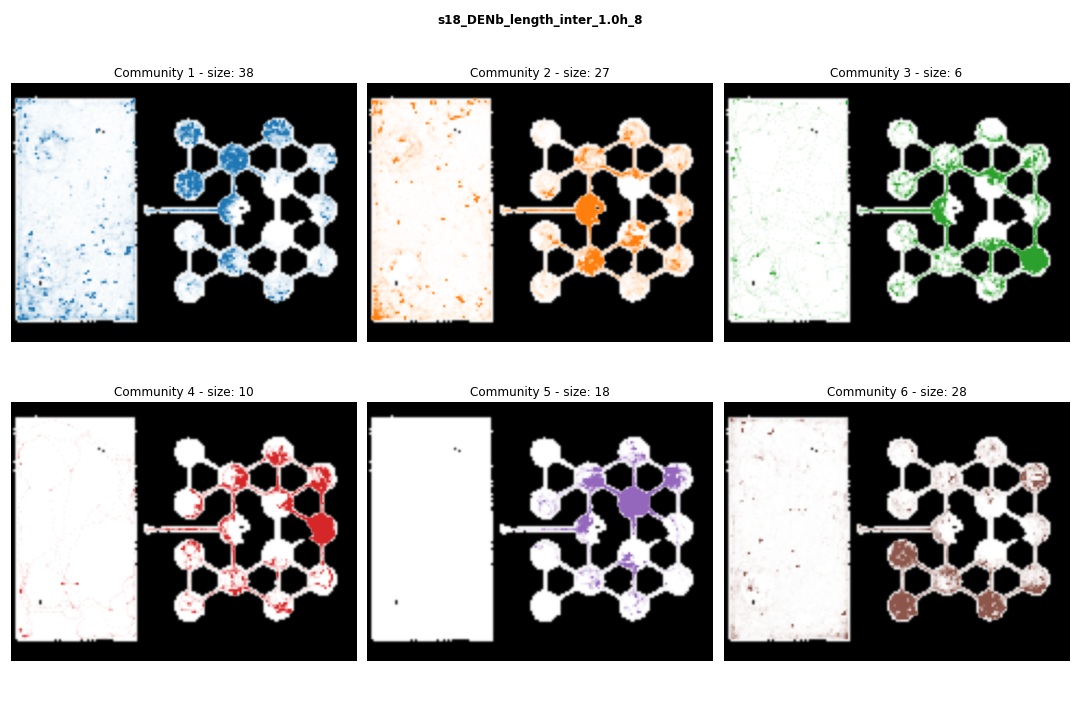 s18_DENb_length_inter_1.0h_8
Community 1 - size: 38
Community 2 - size: 27
Community 3 - size: 6
Community 4 - size: 10
Community 5 - size: 18
Community 6 - size: 28